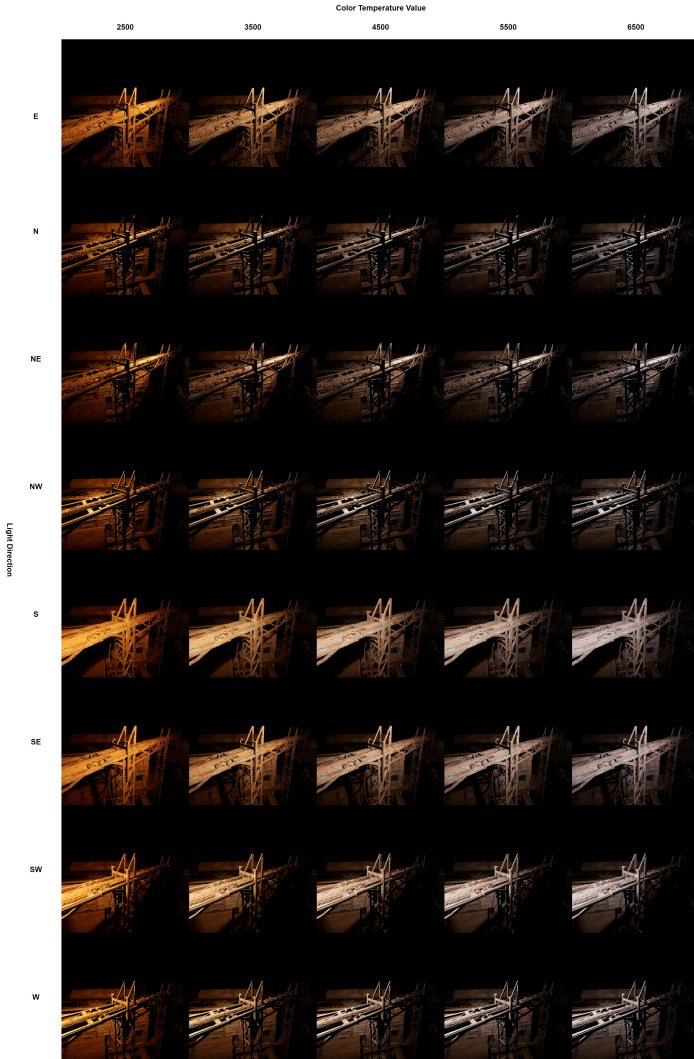 Color Temperature Value
2500 3500 4500 5500 6500
E
N
NE
NW
Light Direction
S
SE
SW
W